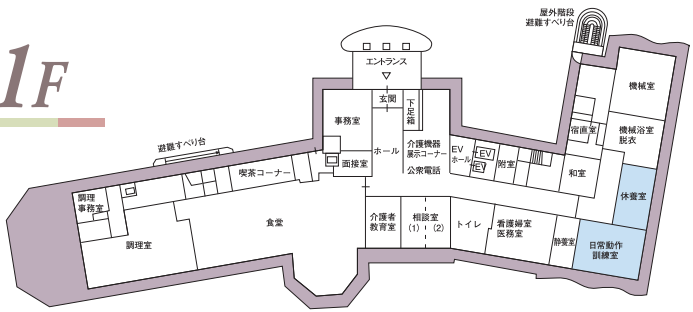 1F
屋外階段
避難すべり台
エントランス
玄関
下足箱
事務室
ホール
介護機器
展示コーナー
公衆電話
面接室
EV
ホール
EV
EV
附室
宿直室
機械室
機械浴室
脱衣
和室
休養室
避難すべり台
喫茶コーナー
調理
事務室
調理室
食堂
介護者
教育室
相談室
(1) (2)
トイレ
看護婦室
医務室
静養室
日常動作
訓練室